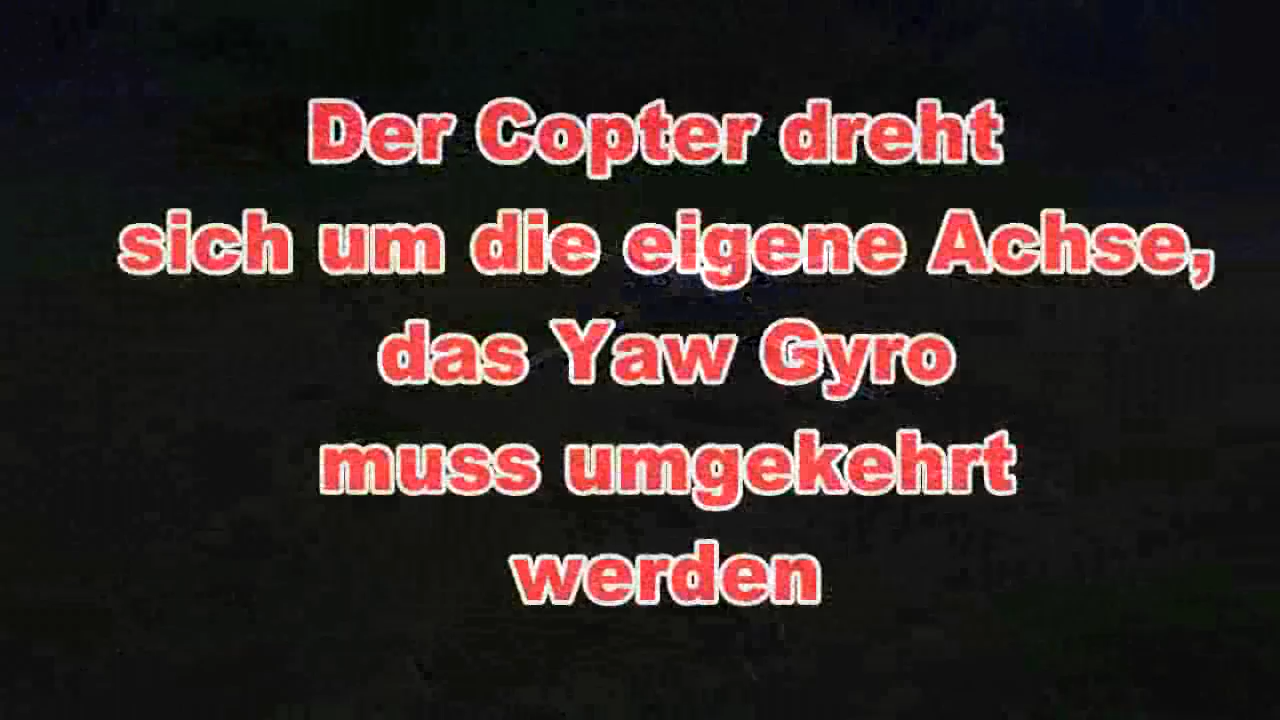 Der Copter dreht
sich um die eigene Achse,
das Yaw Gyro
muss umgekehrt
werden